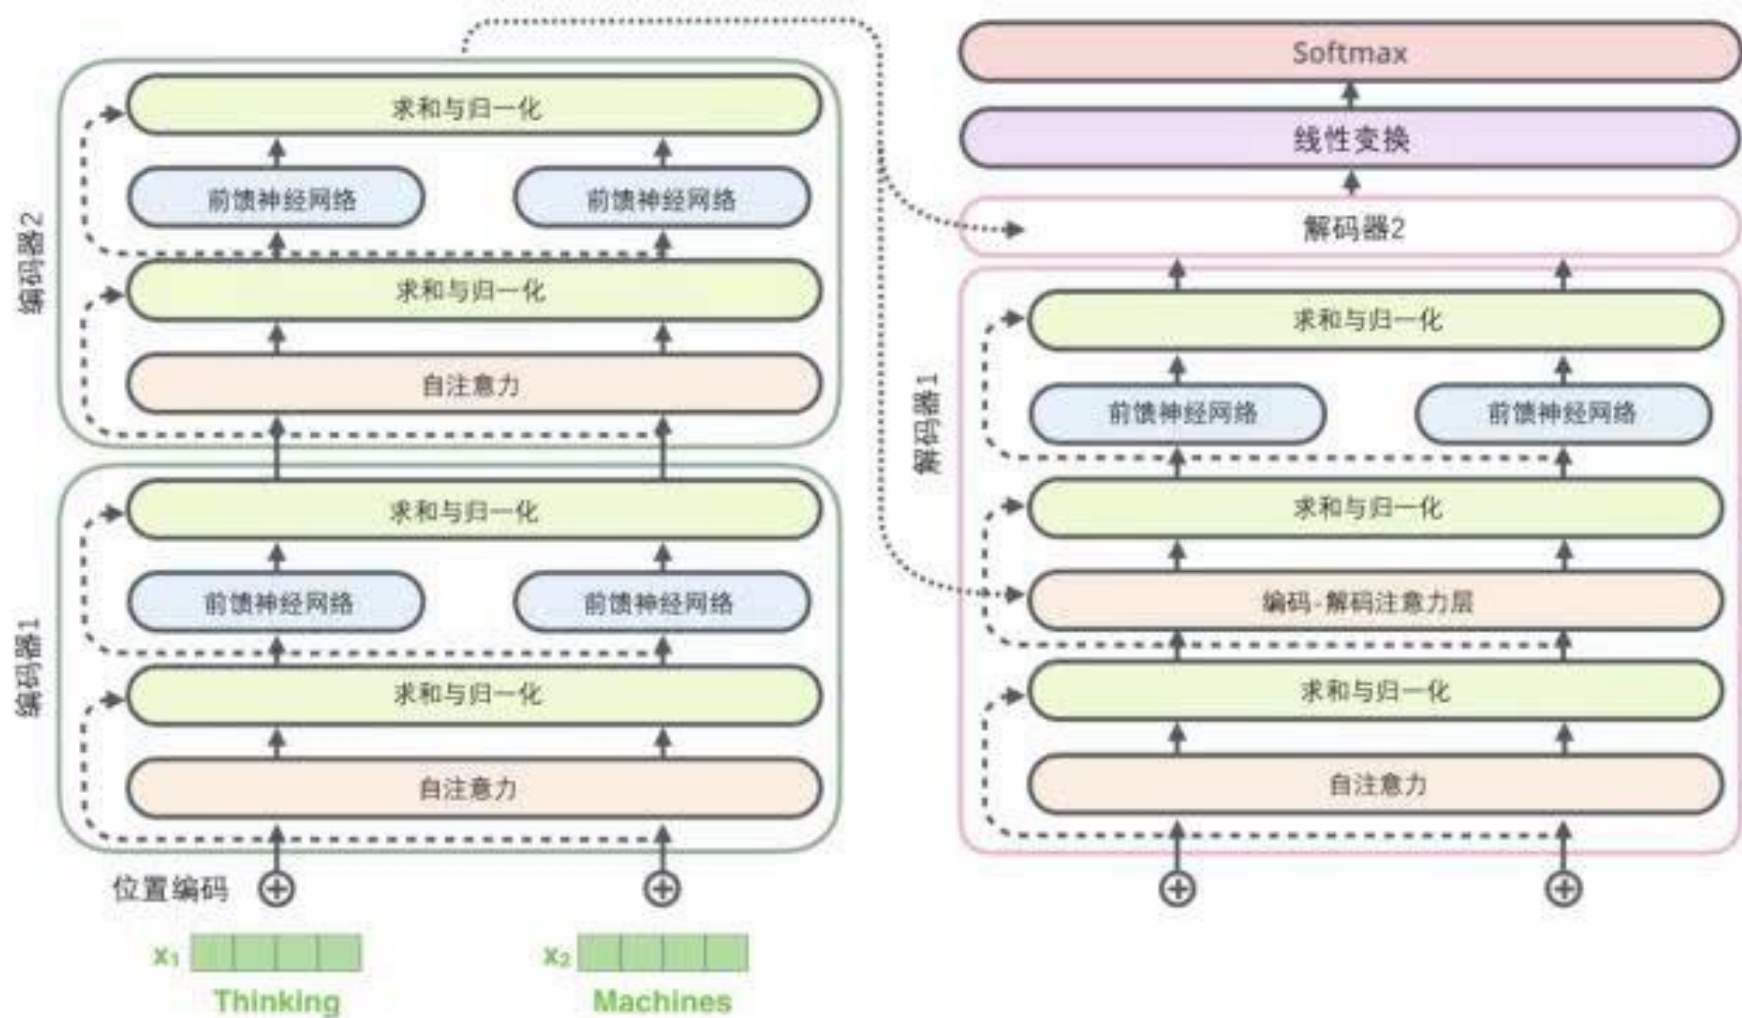 编码器2
求和与归一化
前馈神经网络 前馈神经网络
求和与归一化
自注意力
编码器1
求和与归一化
前馈神经网络 前馈神经网络
求和与归一化
自注意力
位置编码
x₁ x₂
Thinking Machines
Softmax
线性变换
解码器2
解码器1
求和与归一化
前馈神经网络 前馈神经网络
求和与归一化
编码-解码注意力层
求和与归一化
自注意力